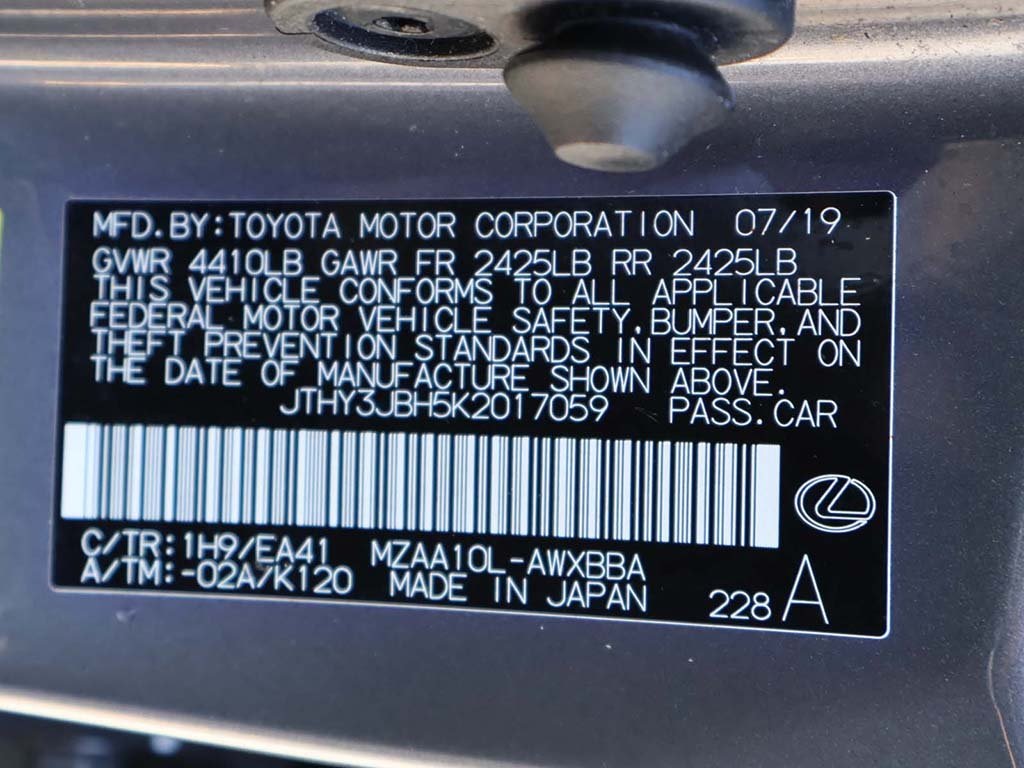 MFD.BY:TOYOTA MOTOR CORPORATION 07/19
GVWR 4410LB GAWR FR 2425LB RR 2425LB
THIS VEHICLE CONFORMS TO ALL APPLICABLE
FEDERAL MOTOR VEHICLE SAFETY,BUMPER,AND
THEFT PREVENTION STANDARDS IN EFFECT ON
THE DATE OF MANUFACTURE SHOWN ABOVE.
JTHY3JBH5K2017059 PASS.CAR
C/TR:1H9/EA41 MZAA10L-AWXBBA
A/TM:-02A/K120 MADE IN JAPAN
228 A